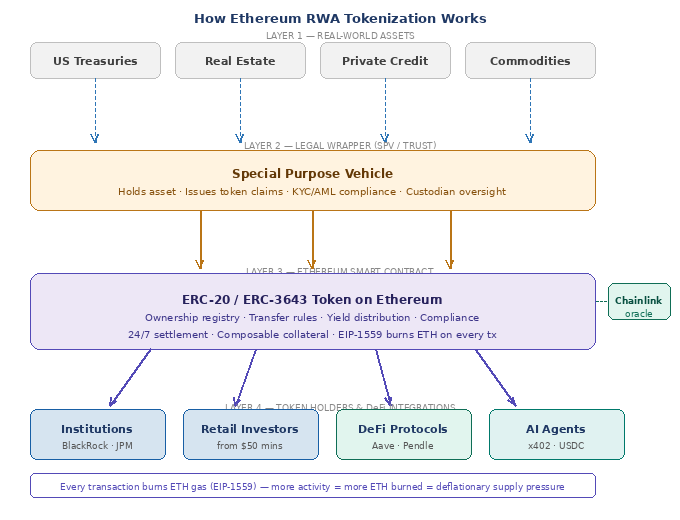 How Ethereum RWA Tokenization Works
LAYER 1 — REAL-WORLD ASSETS
US Treasuries
Real Estate
Private Credit
Commodities
LAYER 2 — LEGAL WRAPPER (SPV / TRUST)
Special Purpose Vehicle
Holds asset · Issues token claims · KYC/AML compliance · Custodian oversight
LAYER 3 — ETHEREUM SMART CONTRACT
ERC-20 / ERC-3643 Token on Ethereum
Ownership registry · Transfer rules · Yield distribution · Compliance
24/7 settlement · Composable collateral · EIP-1559 burns ETH on every tx
Chainlink
oracle
LAYER 4 — TOKEN HOLDERS & DeFi INTEGRATIONS
Institutions
BlackRock · JPM
Retail Investors
from $50 mins
DeFi Protocols
Aave · Pendle
AI Agents
x402 · USDC
Every transaction burns ETH gas (EIP-1559) — more activity = more ETH burned = deflationary supply pressure